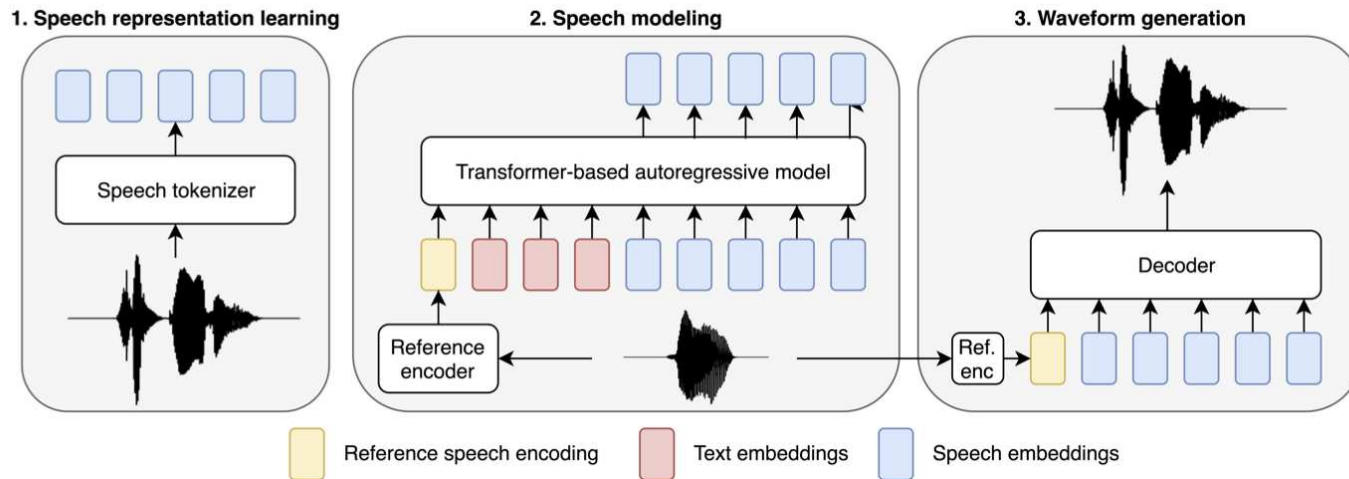 1. Speech representation learning
2. Speech modeling
3. Waveform generation
Speech tokenizer
Transformer-based autoregressive model
Decoder
Reference
encoder
Ref.
enc
Reference speech encoding
Text embeddings
Speech embeddings